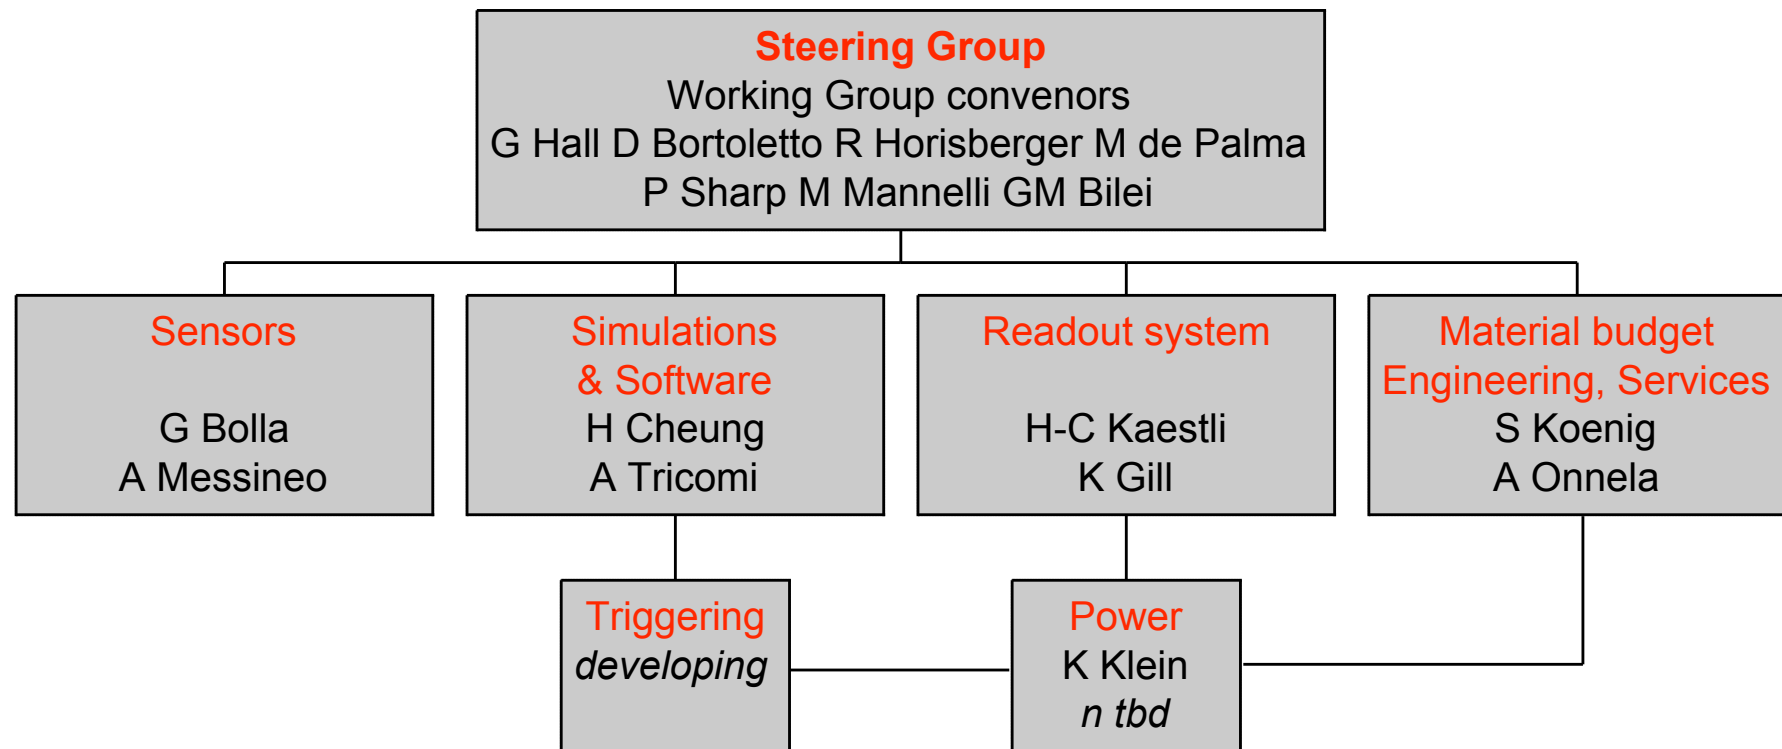 Steering Group
Working Group convenors
G Hall D Bortoletto R Horisberger M de Palma
P Sharp M Mannelli GM Bilei
Sensors
G Bolla
A Messineo
Simulations
& Software
H Cheung
A Tricomi
Readout system
H-C Kaestli
K Gill
Material budget
Engineering, Services
S Koenig
A Onnela
Triggering
developing
Power
K Klein
n tbd